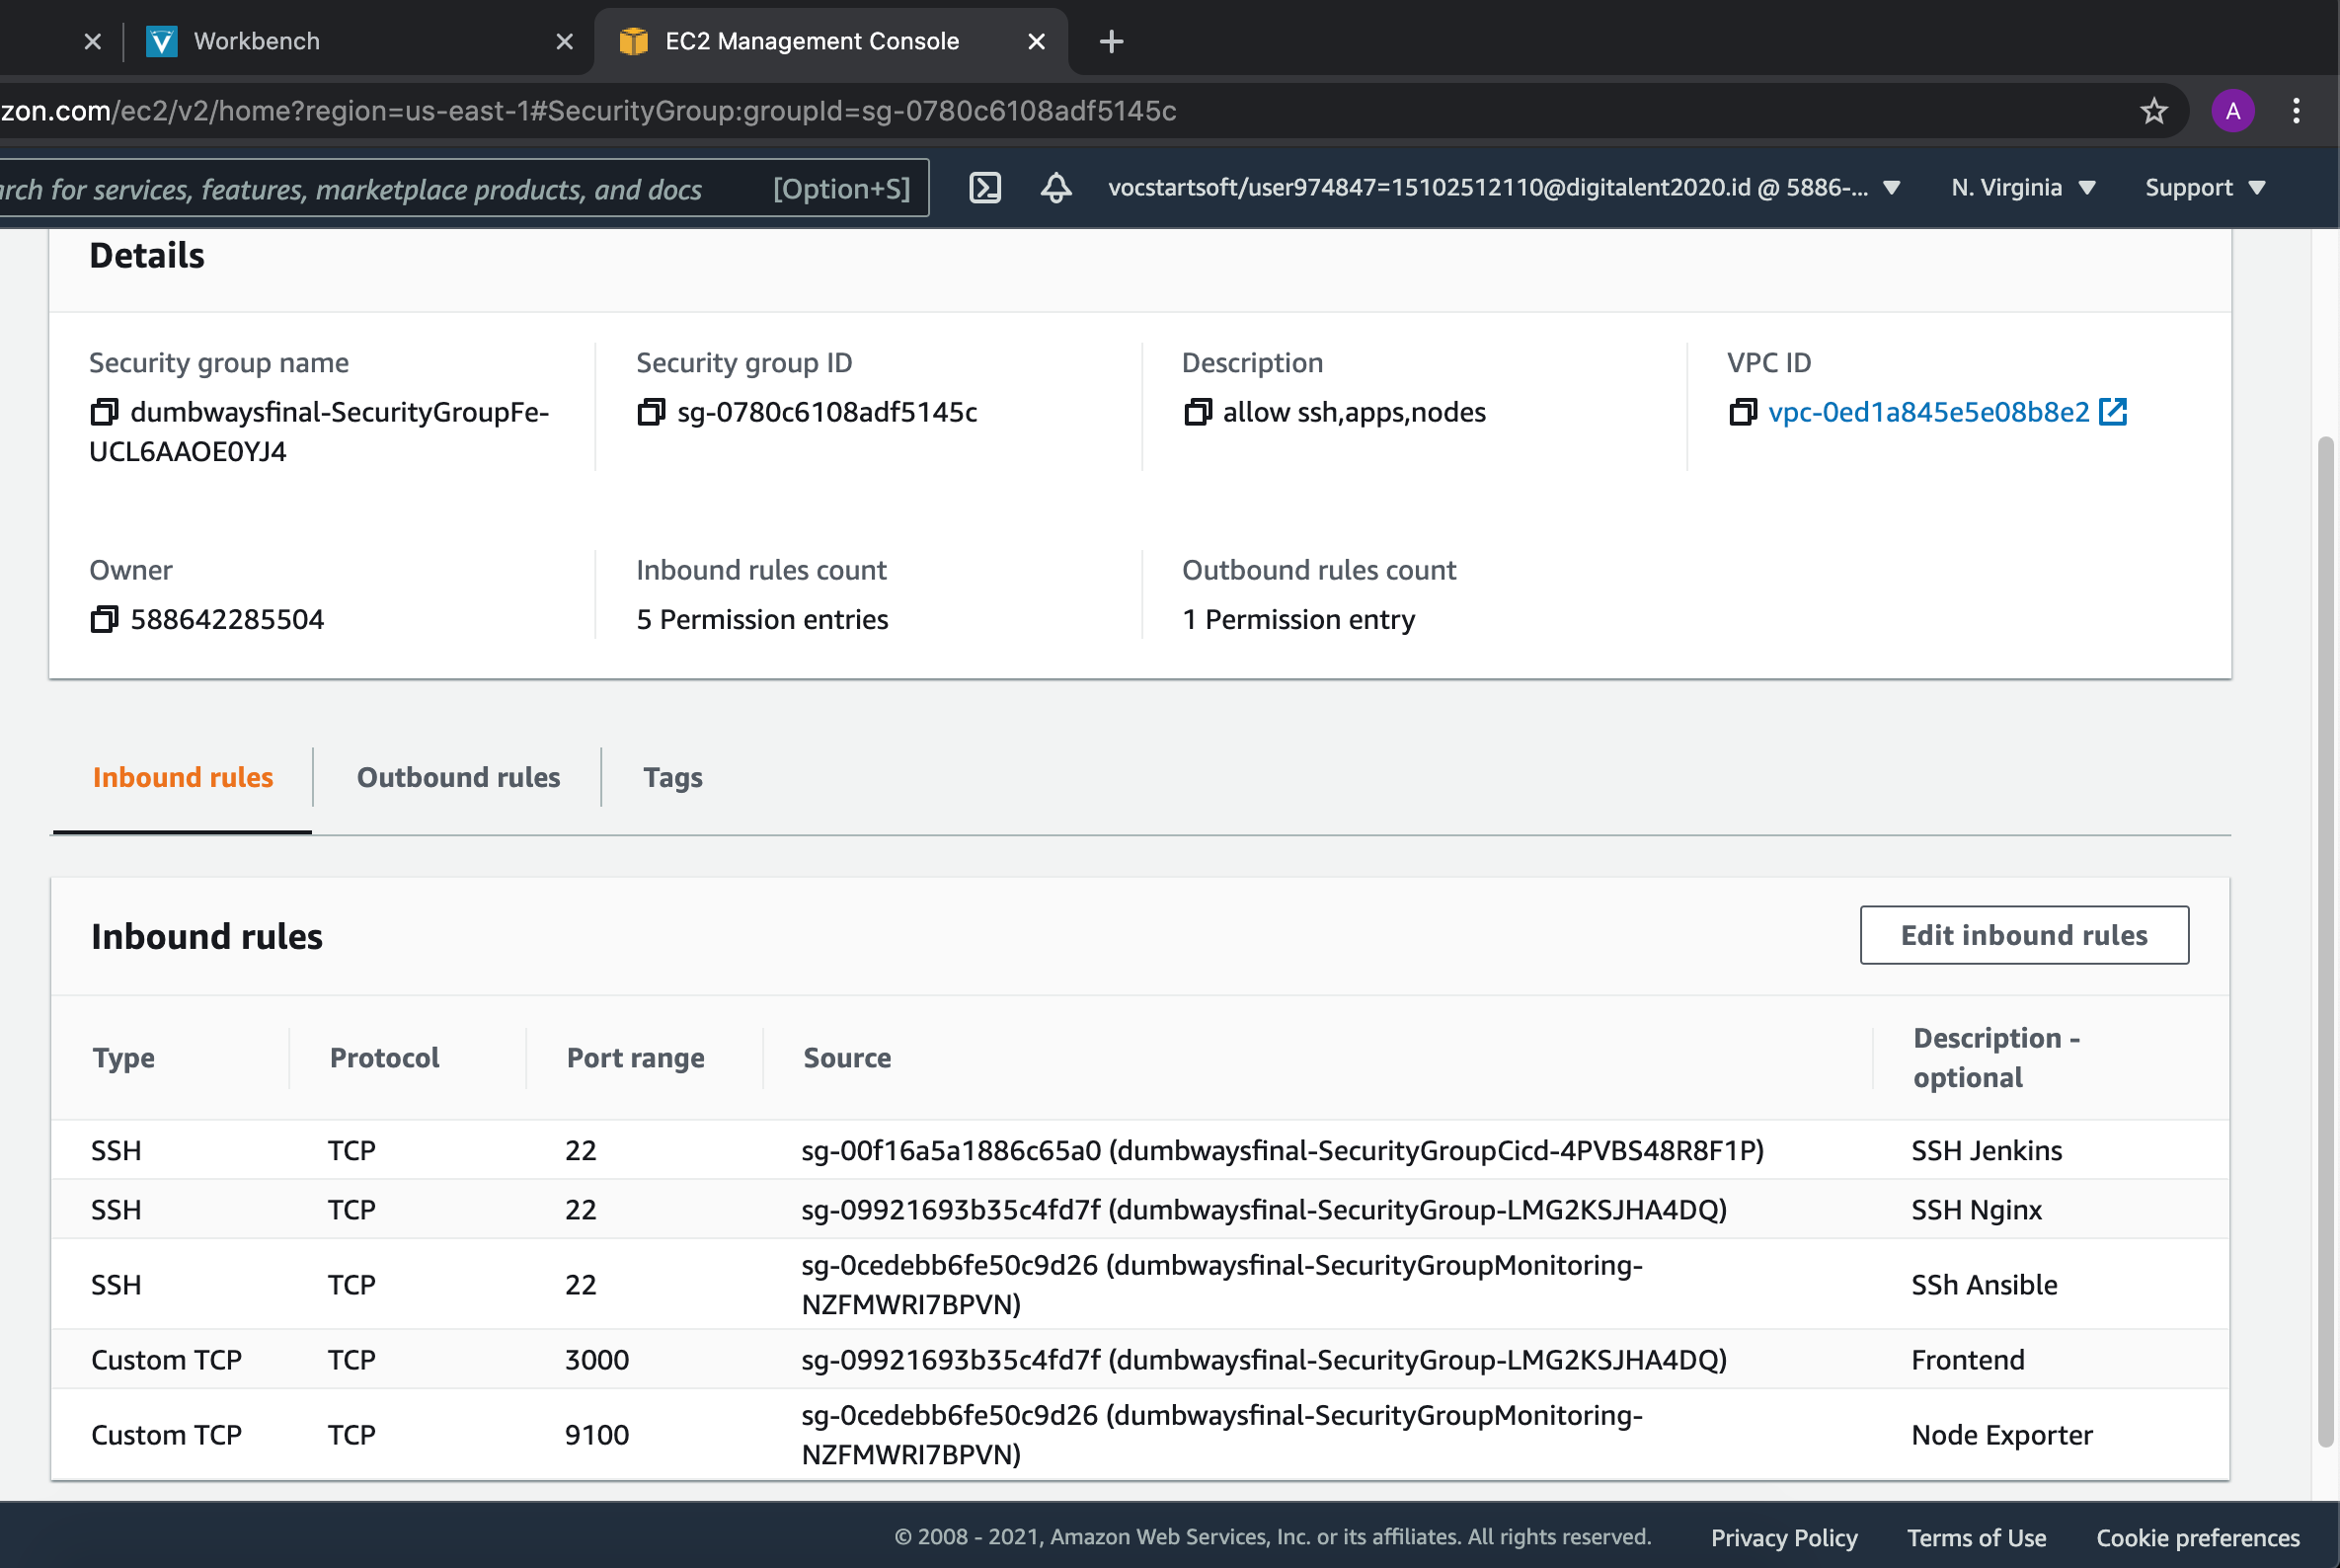 Workbench
EC2 Management Console
zon.com/ec2/v2/home?region=us-east-1#SecurityGroup:groupId=sg-0780c6108adf5145c
A
rch for services, features, marketplace products, and docs [Option+S]
vocstartsoft/user974847=15102512110@digitalent2020.id @ 5886-...
N. Virginia
Support
Details
Security group name
dumbwaysfinal-SecurityGroupFe-
UCL6AAOE0YJ4
Security group ID
sg-0780c6108adf5145c
Description
allow ssh,apps,nodes
VPC ID
vpc-0ed1a845e5e08b8e2
Owner
588642285504
Inbound rules count
5 Permission entries
Outbound rules count
1 Permission entry
Inbound rules
Outbound rules
Tags
Inbound rules
Edit inbound rules
Type Protocol Port range Source Description -
optional
SSH TCP 22 sg-00f16a5a1886c65a0 (dumbwaysfinal-SecurityGroupCicd-4PVBS48R8F1P) SSH Jenkins
SSH TCP 22 sg-09921693b35c4fd7f (dumbwaysfinal-SecurityGroup-LMG2KSJHA4DQ) SSH Nginx
SSH TCP 22 sg-0cedebb6fe50c9d26 (dumbwaysfinal-SecurityGroupMonitoring-
NZFMWRI7BPVN) SSh Ansible
Custom TCP TCP 3000 sg-09921693b35c4fd7f (dumbwaysfinal-SecurityGroup-LMG2KSJHA4DQ) Frontend
Custom TCP TCP 9100 sg-0cedebb6fe50c9d26 (dumbwaysfinal-SecurityGroupMonitoring-
NZFMWRI7BPVN) Node Exporter
© 2008 - 2021, Amazon Web Services, Inc. or its affiliates. All rights reserved. Privacy Policy Terms of Use Cookie preferences